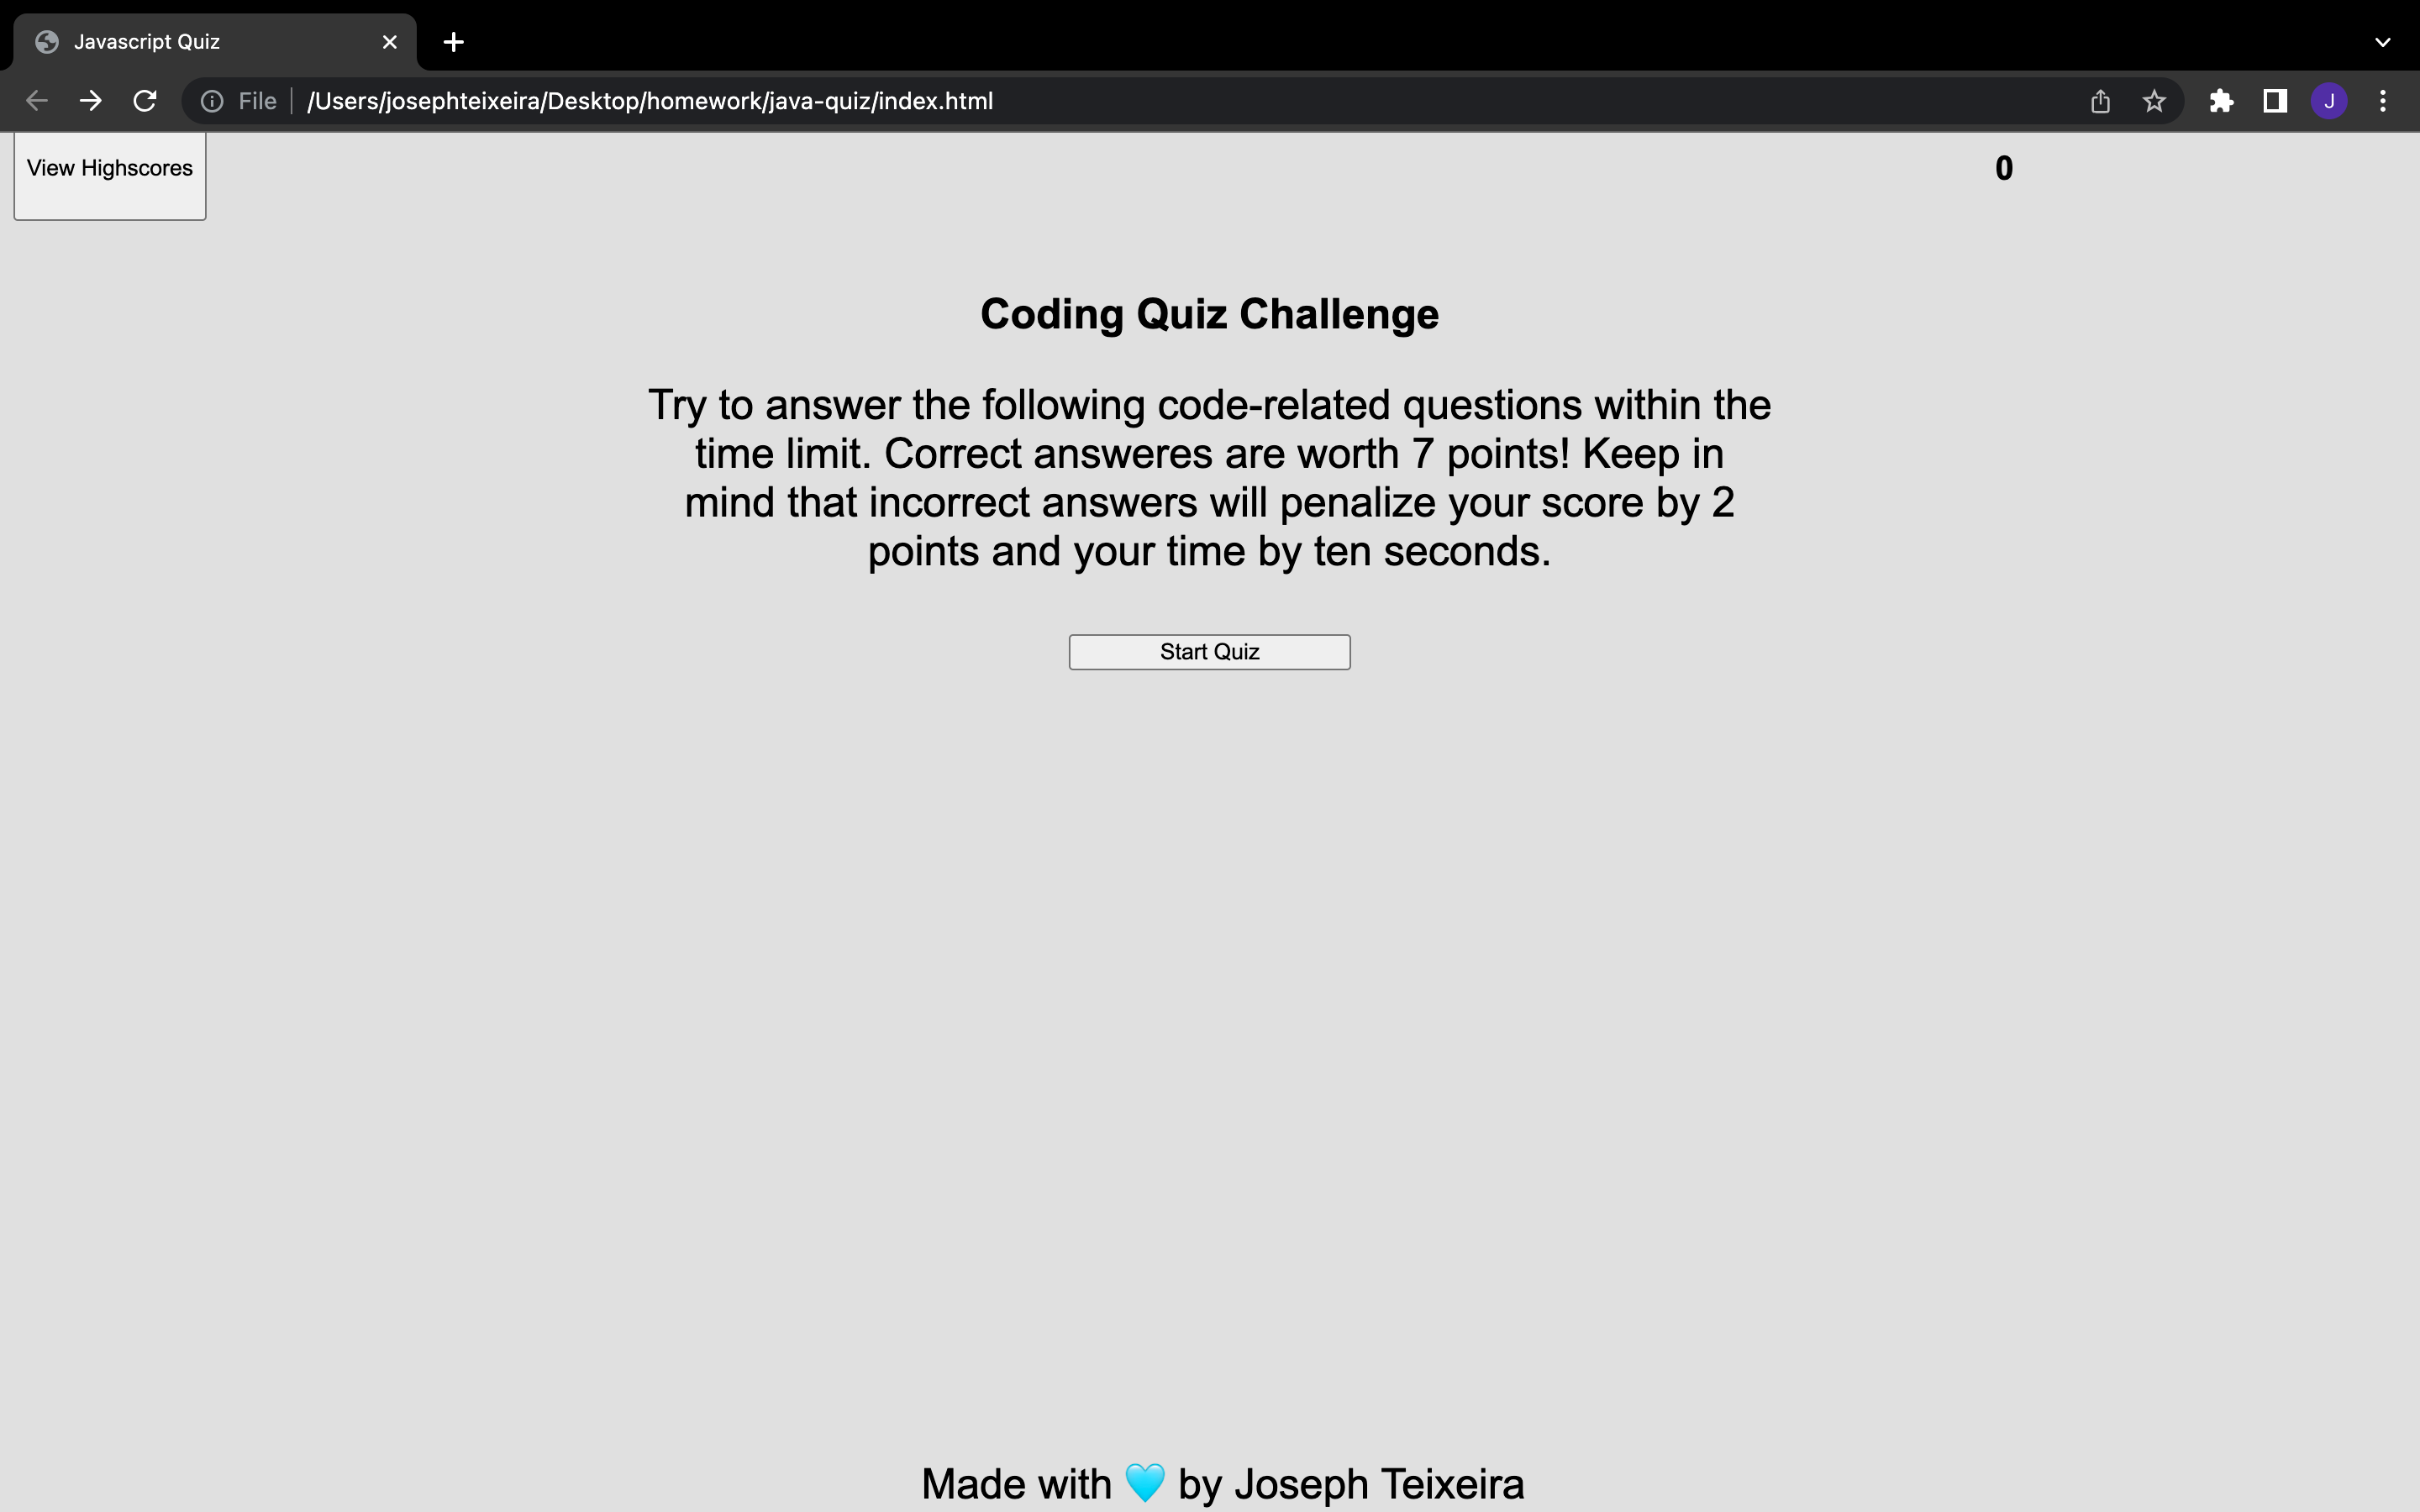 Javascript Quiz
File /Users/josephteixeira/Desktop/homework/java-quiz/index.html
J
View Highscores
0
Coding Quiz Challenge
Try to answer the following code-related questions within the
time limit. Correct answeres are worth 7 points! Keep in
mind that incorrect answers will penalize your score by 2
points and your time by ten seconds.
Start Quiz
Made with 🩵 by Joseph Teixeira